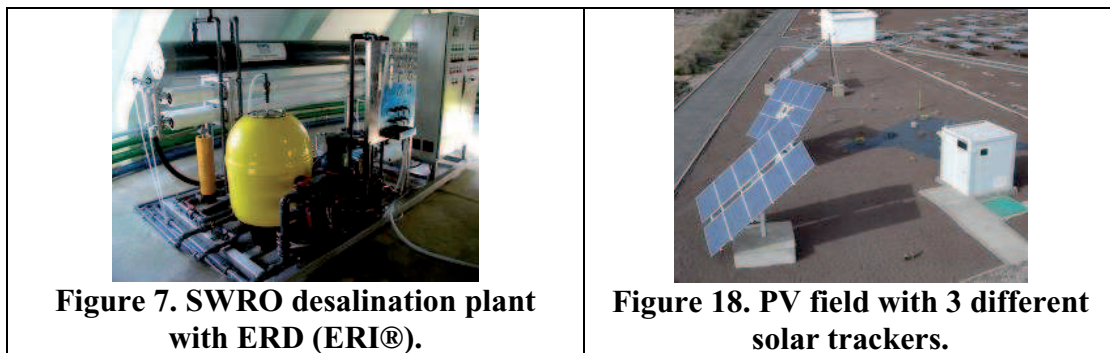 Figure 7. SWRO desalination plant
with ERD (ERI®).
Figure 18. PV field with 3 different
solar trackers.